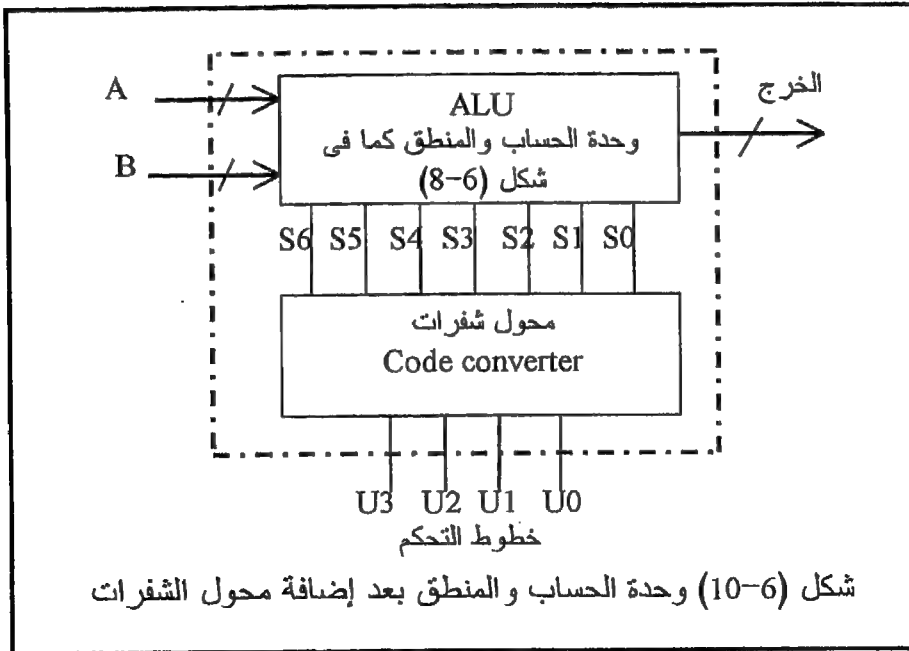 A
B
ALU
وحدة الحساب والمنطق كما فى
شكل (6-8)
الخرج
S6 S5 S4 S3 S2 S1 S0
محول شفرات
Code converter
U3 U2 U1 U0
خطوط التحكم
شكل (6-10) وحدة الحساب والمنطق بعد إضافة محول الشفرات